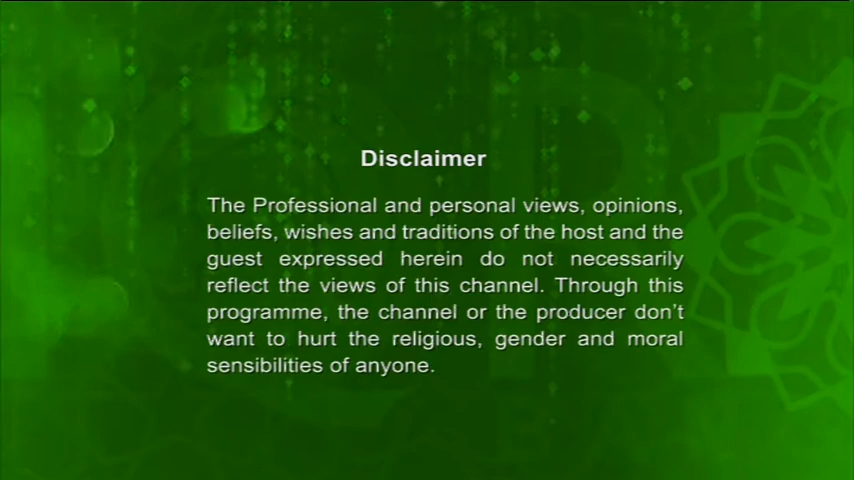 Disclaimer
The Professional and personal views, opinions,
beliefs, wishes and traditions of the host and the
guest expressed herein do not necessarily
reflect the views of this channel. Through this
programme, the channel or the producer don't
want to hurt the religious, gender and moral
sensibilities of anyone.